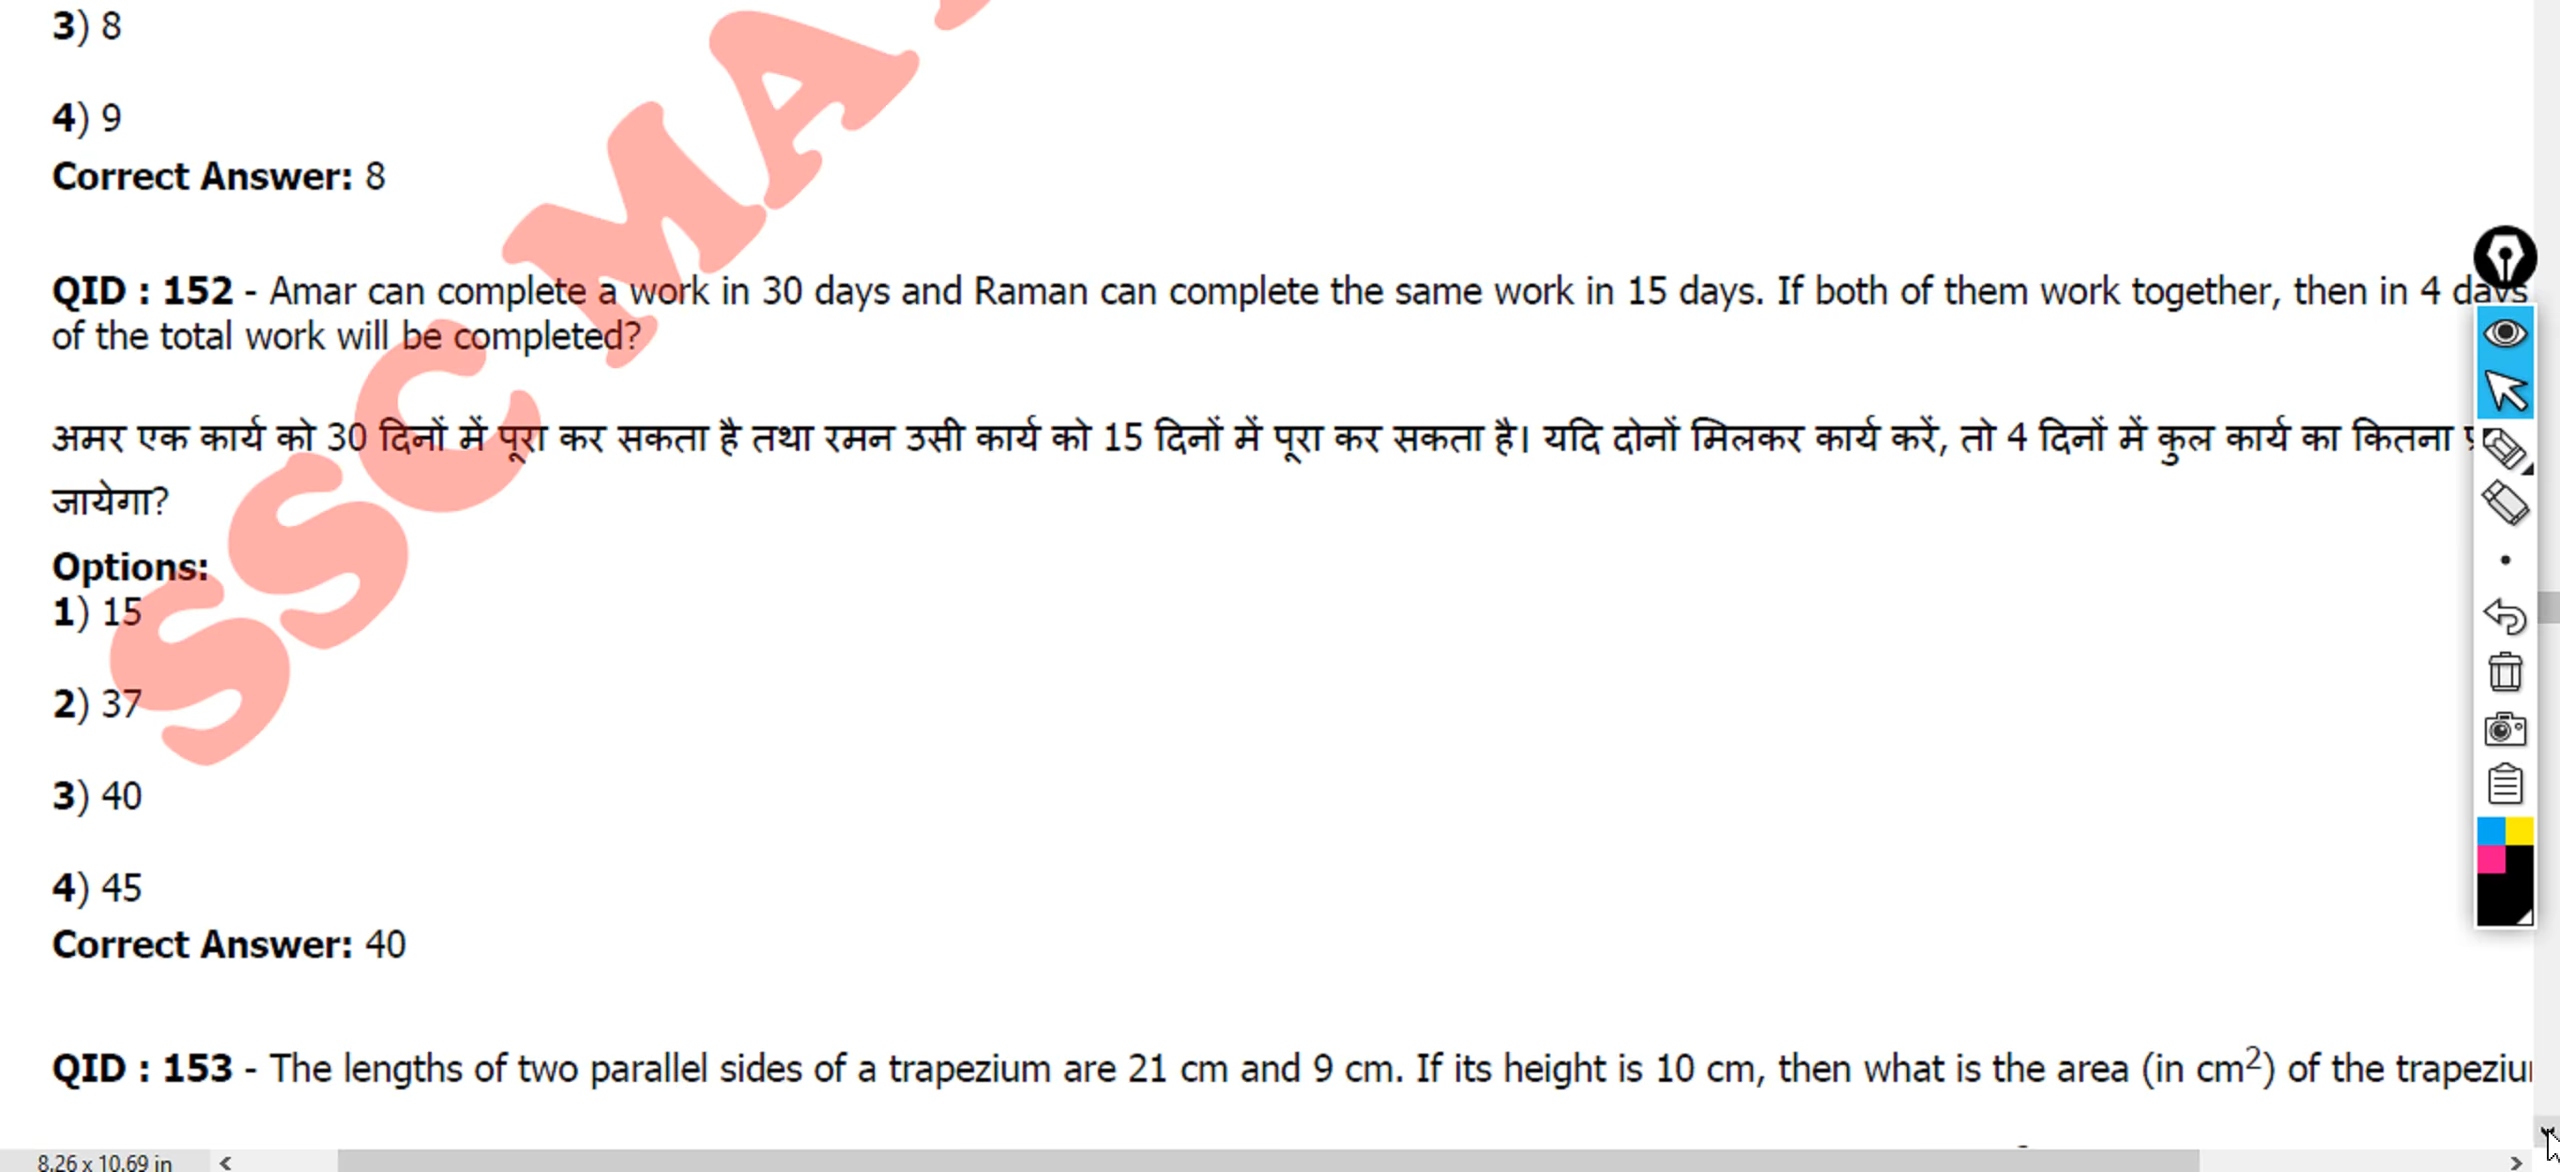 3) 8
4) 9
Correct Answer: 8
QID : 152 - Amar can complete a work in 30 days and Raman can complete the same work in 15 days. If both of them work together, then in 4 days
of the total work will be completed?
अमर एक कार्य को 30 दिनों में पूरा कर सकता है तथा रमन उसी कार्य को 15 दिनों में पूरा कर सकता है। यदि दोनों मिलकर कार्य करें, तो 4 दिनों में कुल कार्य का कितना
जायेगा?
Options:
1) 15
2) 37
3) 40
4) 45
Correct Answer: 40
QID : 153 - The lengths of two parallel sides of a trapezium are 21 cm and 9 cm. If its height is 10 cm, then what is the area (in cm²) of the
8.26 x 10.69 in
SSC MA